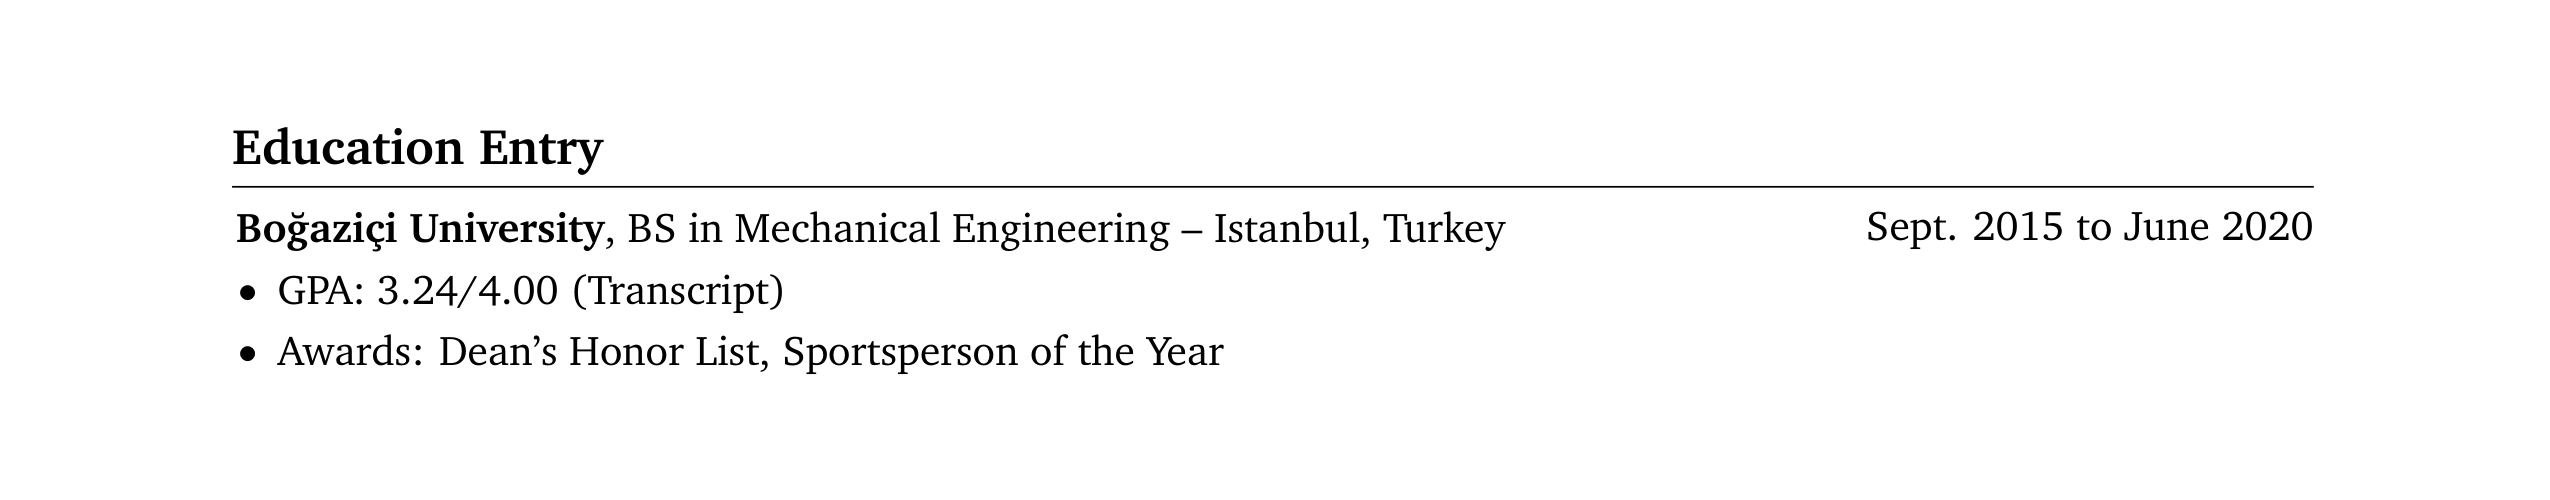 Education Entry
Boğaziçi University, BS in Mechanical Engineering – Istanbul, Turkey Sept. 2015 to June 2020
• GPA: 3.24/4.00 (Transcript)
• Awards: Dean’s Honor List, Sportsperson of the Year